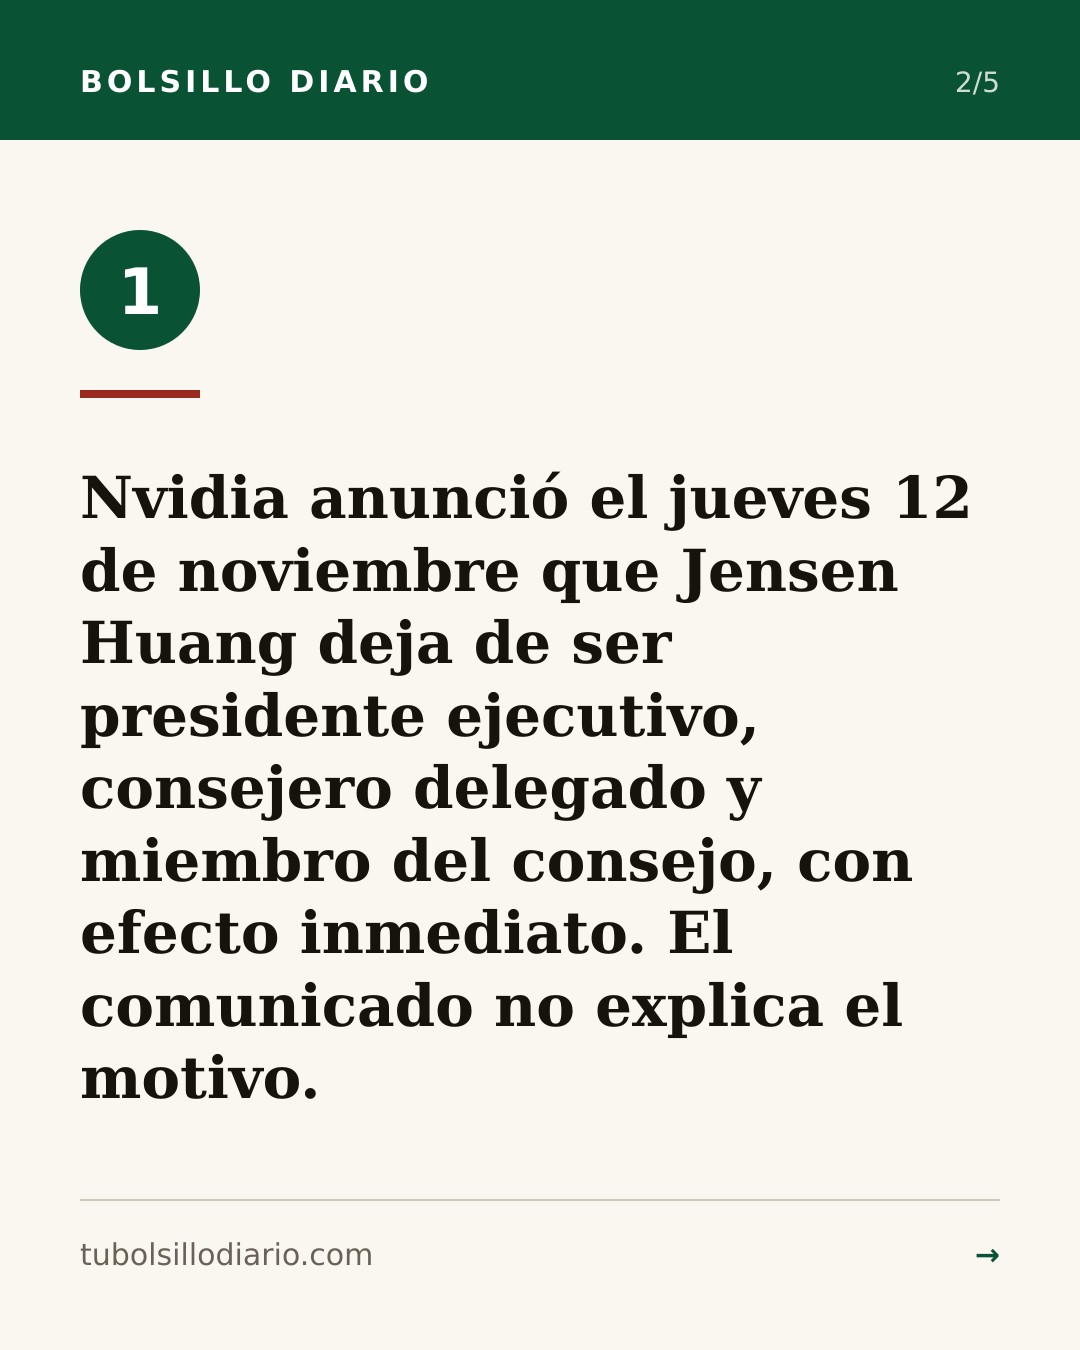 BOLSILLO DIARIO
2/5
1
Nvidia anunció el jueves 12
de noviembre que Jensen
Huang deja de ser
presidente ejecutivo,
consejero delegado y
miembro del consejo, con
efecto inmediato. El
comunicado no explica el
motivo.
tubolsillodiario.com
→